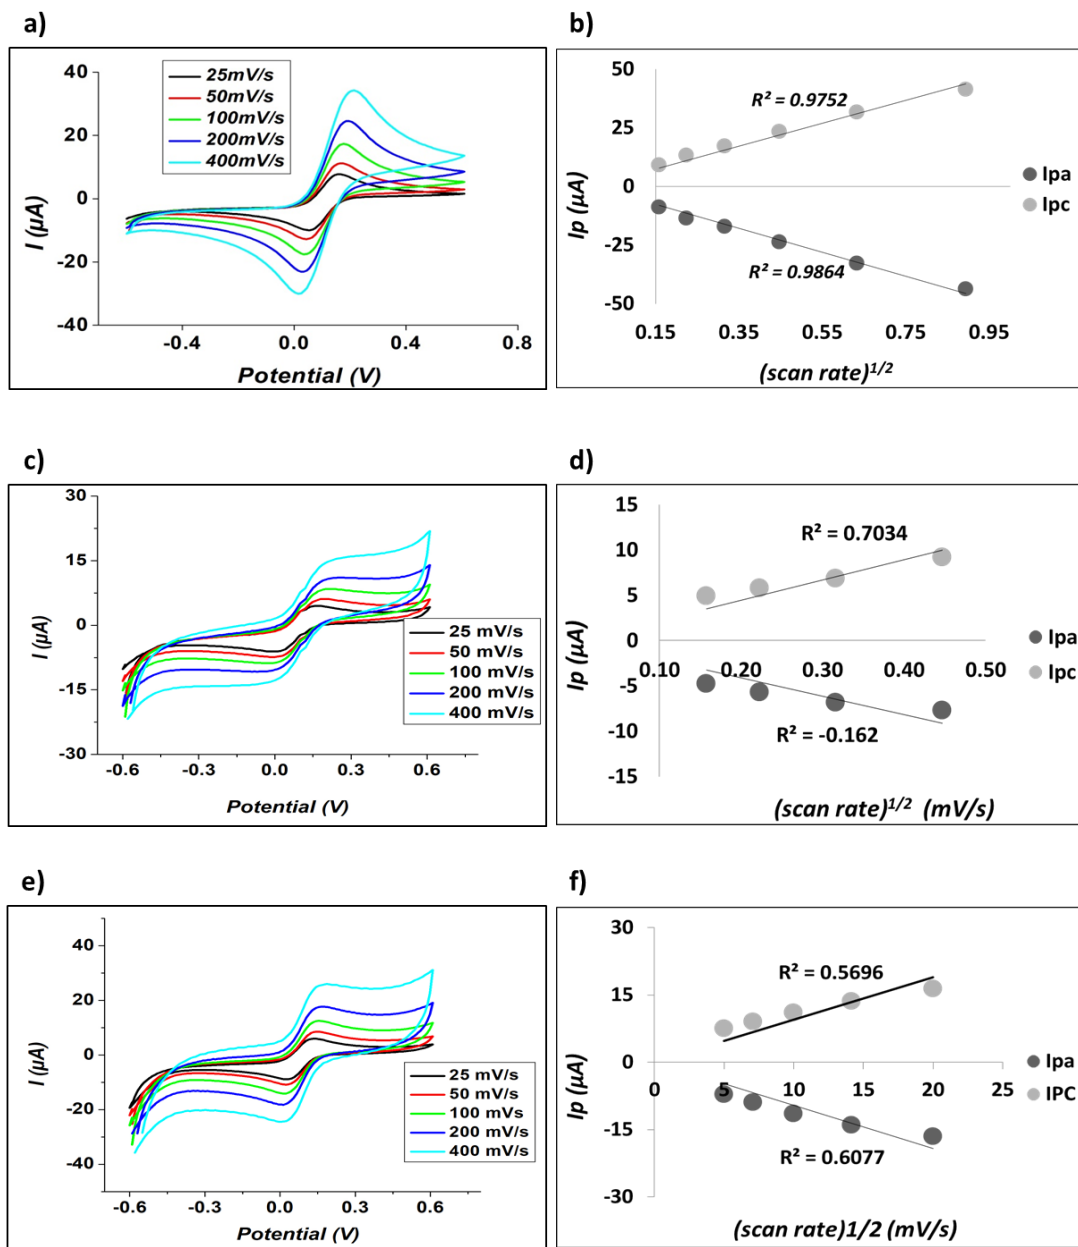 a)
40
20
0
-20
-40
I (µA)
25mV/s
50mV/s
100mV/s
200mV/s
400mV/s
-0.4
0.0
0.4
0.8
Potential (V)
b)
50
25
0
-25
-50
Ip (µA)
R² = 0.9752
R² = 0.9864
Ipa
Ipc
0.15 0.35 0.55 0.75 0.95
(scan rate)1/2
c)
30
15
0
-15
-30
I (µA)
25 mV/s
50 mV/s
100 mV/s
200 mV/s
400 mV/s
-0.6 -0.3 0.0 0.3 0.6
Potential (V)
d)
15
10
5
0
-5
-10
-15
Ip (µA)
R² = 0.7034
0.10 0.20 0.30 0.40 0.50
R² = -0.162
Ipa
Ipc
(scan rate)1/2 (mV/s)
e)
40
20
0
-20
-40
I (µA)
25 mV/s
50 mV/s
100 mVs
200 mV/s
400 mV/s
-0.6 -0.3 0.0 0.3 0.6
Potential (V)
f)
30
15
0
-15
-30
Ip (µA)
R² = 0.5696
0 5 10 15 20 25
R² = 0.6077
Ipa
IPC
(scan rate)1/2 (mV/s)